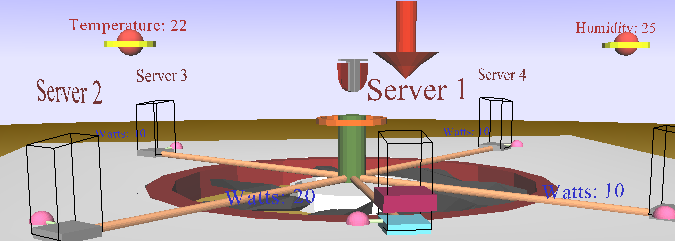 Temperature: 22
Humidity: 25
Server 3
Server 4
Server 2
Server 1
Watts: 10
Watts: 10
Watts: 20
Watts: 10